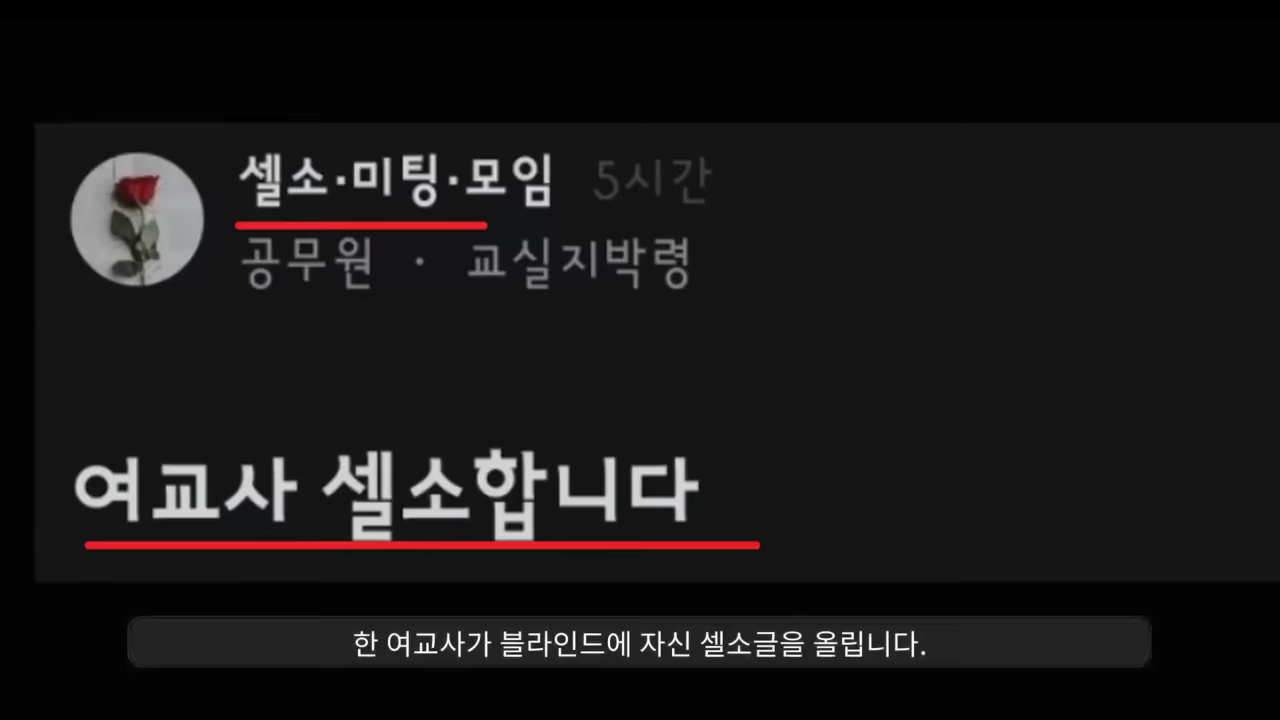 셀소·미팅·모임 5시간
공무원 · 교실지박령
여교사 셀소합니다
한 여교사가 블라인드에 자신 셀소글을 올립니다.